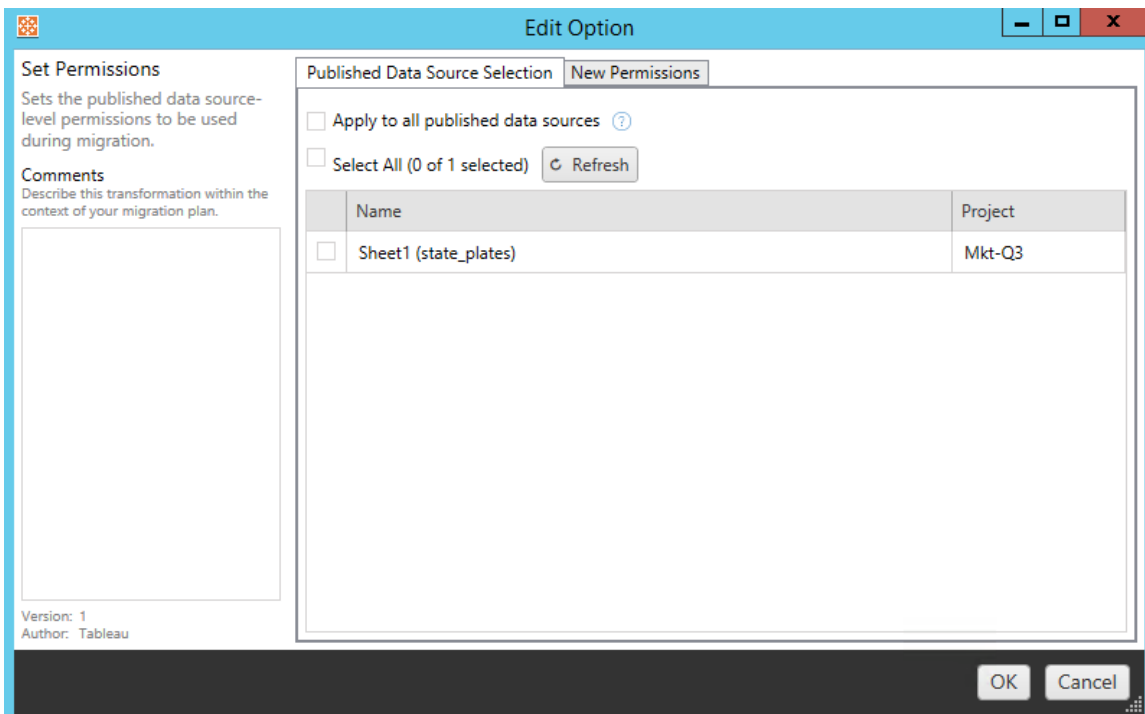 Edit Option
Set Permissions
Sets the published data source-
level permissions to be used
during migration.
Comments
Describe this transformation within the
context of your migration plan.
Version: 1
Author: Tableau
Published Data Source Selection New Permissions
Apply to all published data sources ?
Select All (0 of 1 selected) Refresh
Name Project
Sheet1 (state_plates) Mkt-Q3
OK Cancel